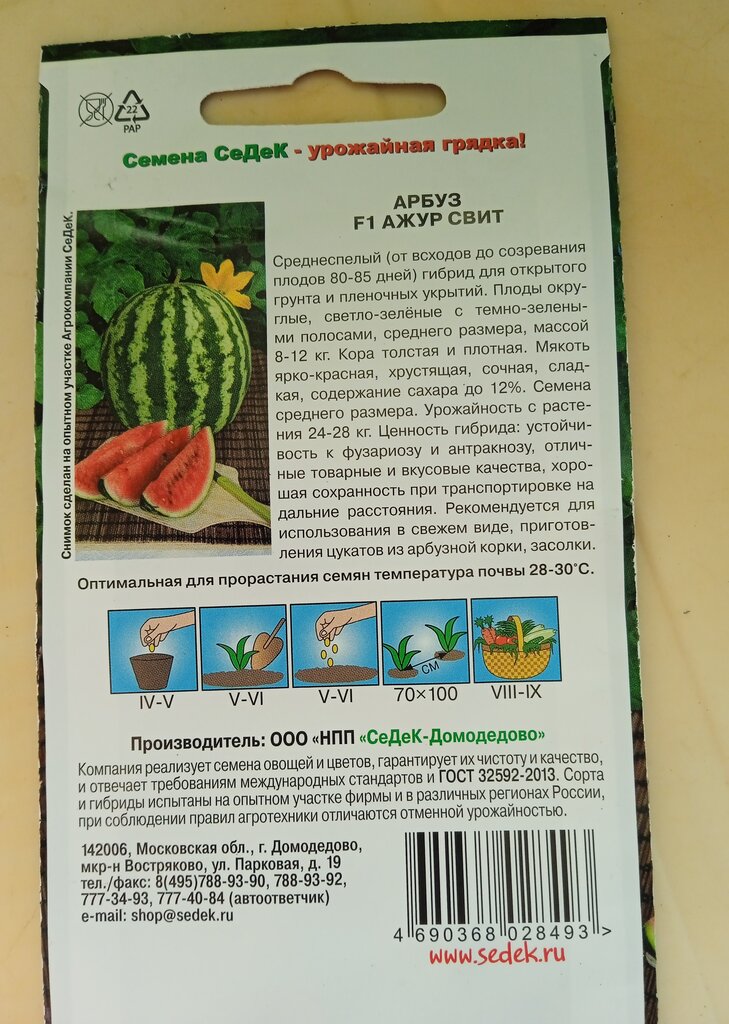 22
PAP
Семена СеДеК - урожайная грядка!
Снимок сделан на опытном участке Агрокомпании СеДеК.
АРБУЗ
F1 АЖУР СВИТ
Среднеспелый (от всходов до созревания
плодов 80-85 дней) гибрид для открытого
грунта и пленочных укрытий. Плоды окру-
глые, светло-зелёные с темно-зелены-
ми полосами, среднего размера, массой
8-12 кг. Кора толстая и плотная. Мякоть
ярко-красная, хрустящая, сочная, слад-
кая, содержание сахара до 12%. Семена
среднего размера. Урожайность с расте-
ния 24-28 кг. Ценность гибрида: устойчи-
вость к фузариозу и антракнозу, отлич-
ные товарные и вкусовые качества, хоро-
шая сохранность при транспортировке на
дальние расстояния. Рекомендуется для
использования в свежем виде, приготов-
ления цукатов из арбузной корки, засолки.
Оптимальная для прорастания семян температура почвы 28-30°С.
см
IV-V V-VI V-VI 70×100 VIII-IX
Производитель: ООО «НПП «СеДеК-Домодедово»
Компания реализует семена овощей и цветов, гарантирует их чистоту и качество,
и отвечает требованиям международных стандартов и ГОСТ 32592-2013. Сорта
и гибриды испытаны на опытном участке фирмы и в различных регионах России,
при соблюдении правил агротехники отличаются отменной урожайностью.
142006, Московская обл., г. Домодедово,
мкр-н Востряково, ул. Парковая, д. 19
тел./факс: 8(495)788-93-90, 788-93-92,
777-34-93, 777-40-84 (автоответчик)
e-mail: shop@sedek.ru
4 690368 028493 >
www.sedek.ru